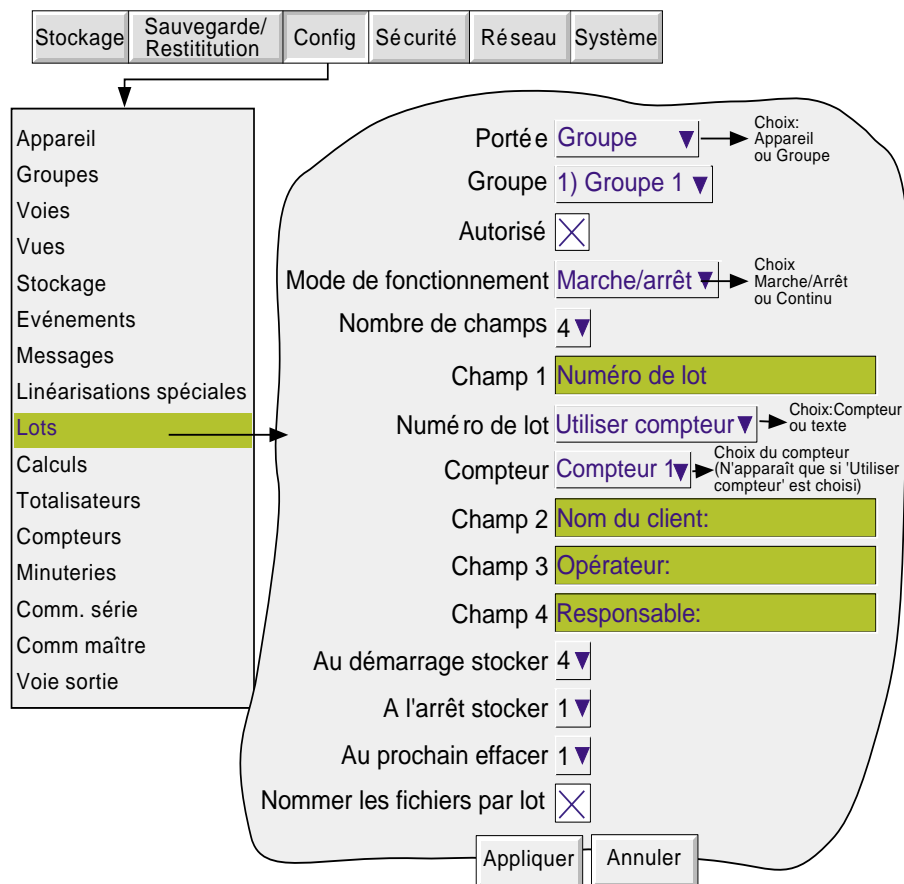 Stockage
Sauvegarde/
Restititution
Config
Sécurité
Réseau
Système
Appareil
Groupes
Voies
Vues
Stockage
Evénements
Messages
Linéarisations spéciales
Lots
Calculs
Totalisateurs
Compteurs
Minuteries
Comm. série
Comm maître
Voie sortie
Portée Groupe
Choix:
Appareil
ou Groupe
Groupe 1) Groupe 1
Autorisé
Mode de fonctionnement Marche/arrêt
Choix
Marche/Arrêt
ou Continu
Nombre de champs 4
Champ 1 Numéro de lot
Numéro de lot Utiliser compteur
Choix:Compteur
ou texte
Compteur Compteur 1
Choix du compteur
(N'apparaît que si 'Utiliser
compteur' est choisi)
Champ 2 Nom du client:
Champ 3 Opérateur:
Champ 4 Responsable:
Au démarrage stocker 4
A l'arrêt stocker 1
Au prochain effacer 1
Nommer les fichiers par lot
Appliquer
Annuler